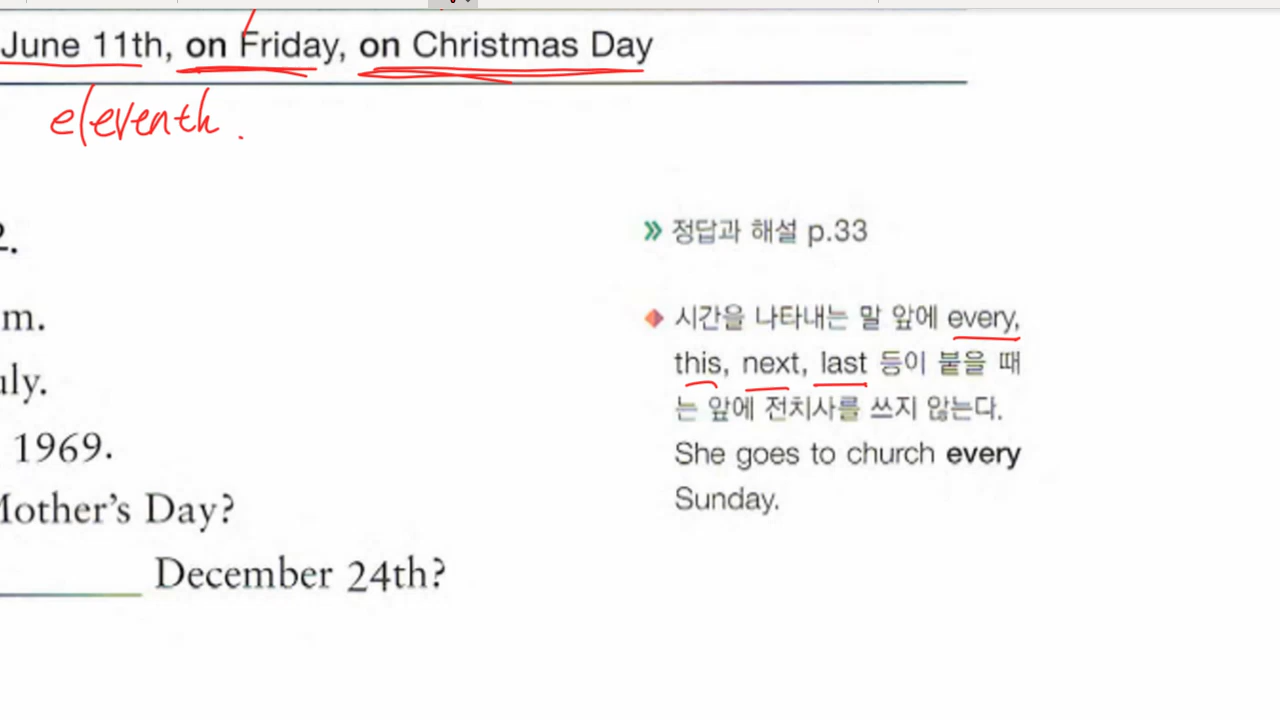 June 11th, on Friday, on Christmas Day
eleventh.
2.
» 정답과 해설 p.33
m.
시간을 나타내는 말 앞에 every,
uly.
this, next, last 등이 붙을 때
는 앞에 전치사를 쓰지 않는다.
1969.
She goes to church every
Sunday.
Mother's Day?
December 24th?